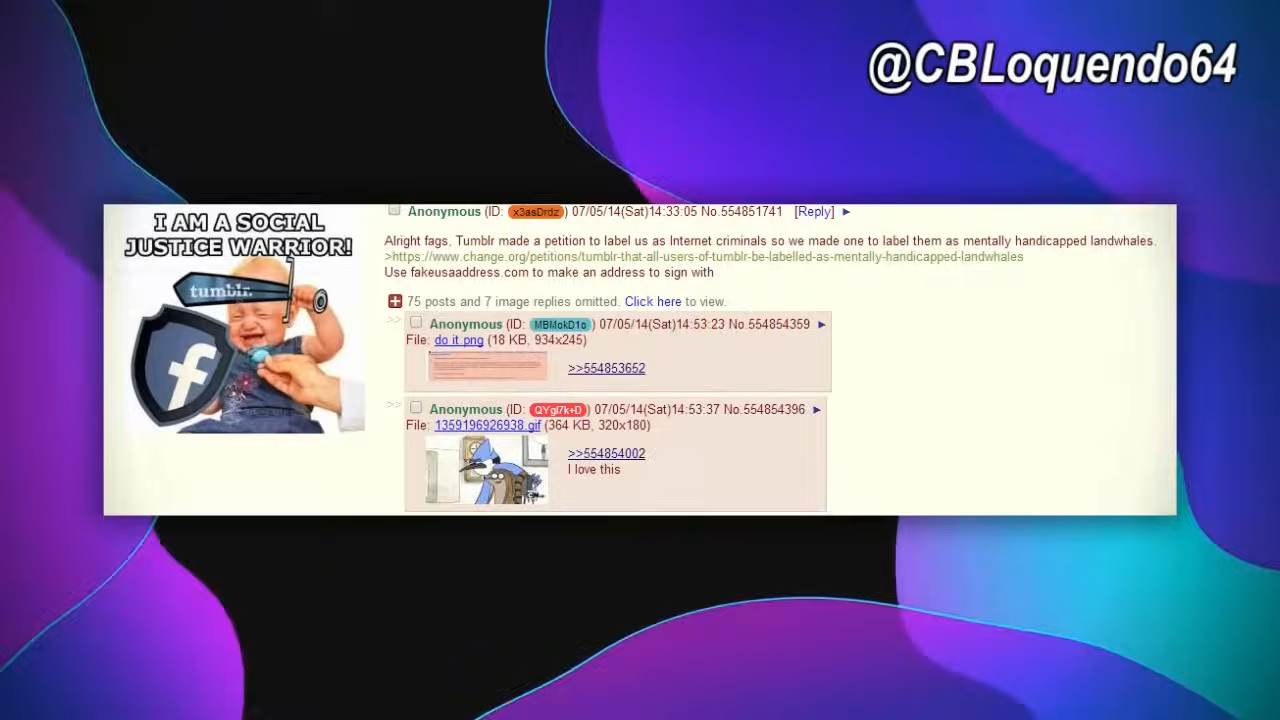 @CBLoquendo64
I AM A SOCIAL
JUSTICE WARRIOR!
tumblr.
f
Anonymous (ID: x3asDrdz) 07/05/14(Sat)14:33:05 No.554851741 [Reply] ►
Alright fags, Tumblr made a petition to label us as Internet criminals so we made one to label them as mentally handicapped landwhales.
>https://www.change.org/petitions/tumblr-that-all-users-of-tumblr-be-labelled-as-mentally-handicapped-landwhales
Use fakeusaaddress.com to make an address to sign with
75 posts and 7 image replies omitted. Click here to view.
>> Anonymous (ID: MBMokD1o) 07/05/14(Sat)14:53:23 No.554854359 ►
File: do it.png (18 KB, 934x245)
>>554853652
>> Anonymous (ID: QYgl7k+D) 07/05/14(Sat)14:53:37 No.554854396 ►
File: 1359196926938.gif (364 KB, 320x180)
>>554854002
I love this